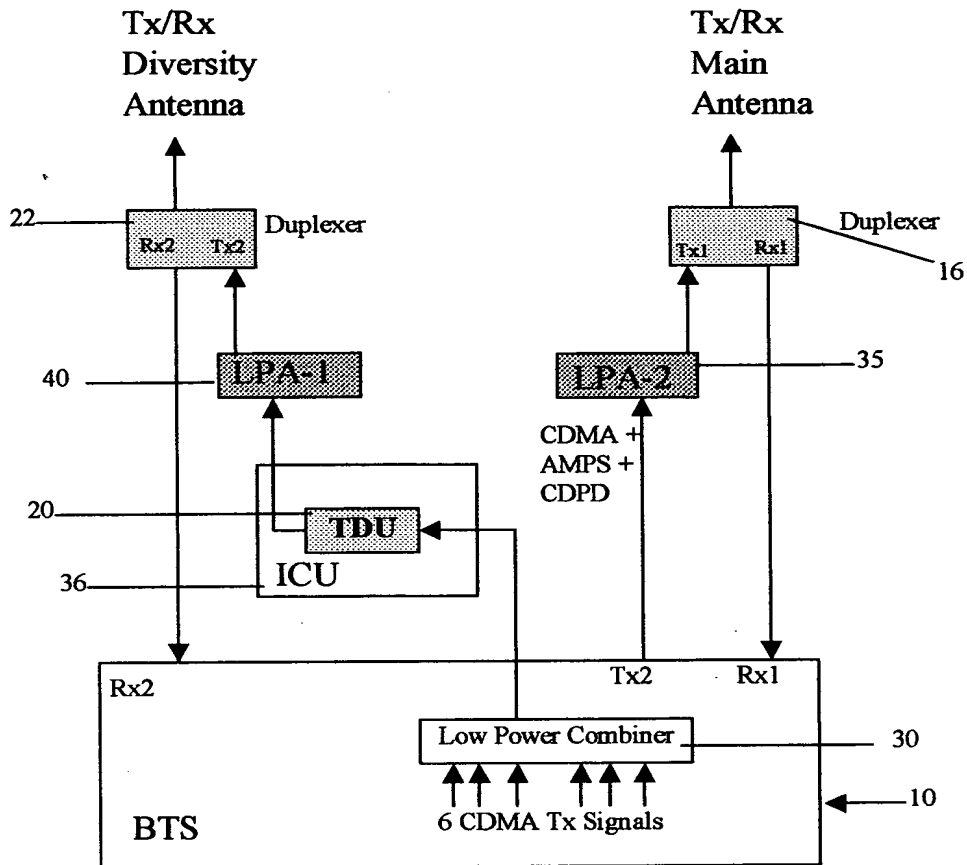 Tx/Rx
Diversity
Antenna
Tx/Rx
Main
Antenna
22
Duplexer
Rx2 Tx2
Duplexer
Tx1 Rx1
16
40
LPA-1
LPA-2
35
CDMA +
AMPS +
CDPD
20
TDU
ICU
36
Rx2
Tx2
Rx1
Low Power Combiner
30
10
6 CDMA Tx Signals
BTS